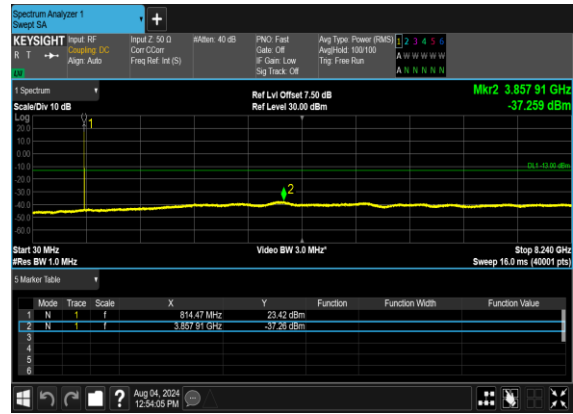 Spectrum Analyzer 1
Swept SA
+
KEYSIGHT Input: RF Input Z: 50 Ω #Atten: 40 dB PNO: Fast Avg Type: Power (RMS) 1 2 3 4 5 6
R T Coupling: DC Corr CCorr Gate: Off Avg|Hold: 100/100 A W W W W W
Align: Auto Freq Ref: Int (S) IF Gain: Low Trig: Free Run
Sig Track: Off A N N N N N
LW
1 Spectrum Ref Lvl Offset 7.50 dB Mkr2 3.857 91 GHz
Scale/Div 10 dB Ref Level 30.00 dBm -37.259 dBm
Log
1
20.0
10.0
0.00
-10.0 DL1 -13.00 dBm
-20.0
-30.0 2
-40.0
-50.0
-60.0
Start 30 MHz Video BW 3.0 MHz* Stop 8.240 GHz
#Res BW 1.0 MHz Sweep 16.0 ms (40001 pts)
5 Marker Table
Mode Trace Scale X Y Function Function Width Function Value
1 N 1 f 814.47 MHz 23.42 dBm
2 N 1 f 3.857 91 GHz -37.26 dBm
3
4
5
6
? Aug 04, 2024
12:54:05 PM